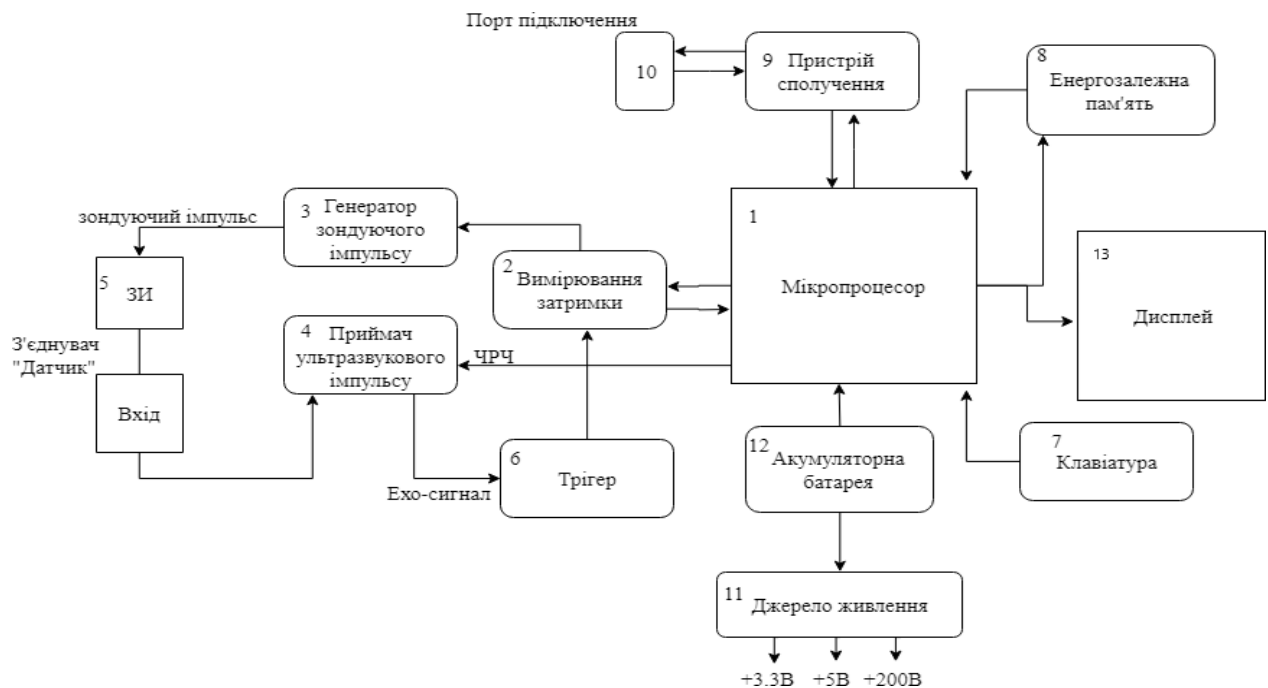 Порт підключення
10
9
Пристрій
сполучення
8
Енергозалежна
пам'ять
зондуючий імпульс
3
Генератор
зондуючого
імпульсу
1
Мікропроцесор
13
Дисплей
2
Вимірювання
затримки
5
ЗИ
З'єднувач
"Датчик"
4
Приймач
ультразвукового
імпульсу
ЧРЧ
Вхід
6
Трігер
Ехо-сигнал
12
Акумуляторна
батарея
7
Клавіатура
11
Джерело живлення
+3,3В
+5В
+200В